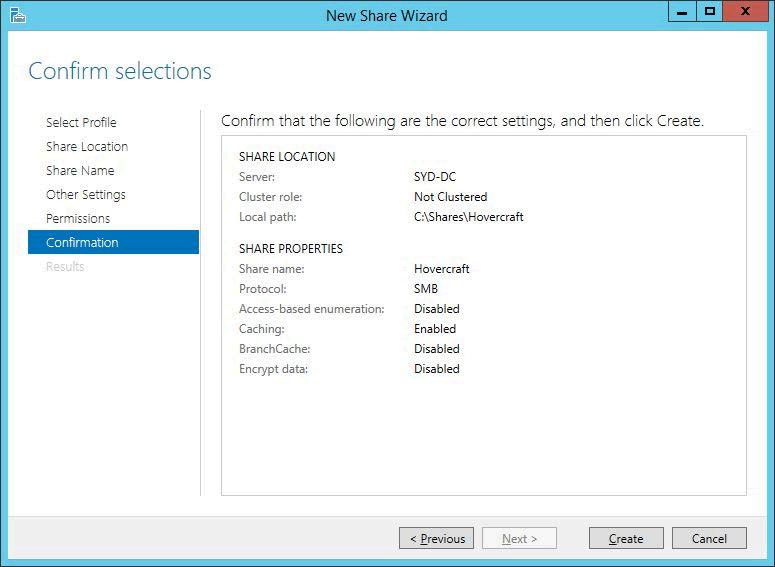 New Share Wizard
Confirm selections
Select Profile
Share Location
Share Name
Other Settings
Permissions
Confirmation
Results
Confirm that the following are the correct settings, and then click Create.
SHARE LOCATION
Server: SYD-DC
Cluster role: Not Clustered
Local path: C:\Shares\Hovercraft
SHARE PROPERTIES
Share name: Hovercraft
Protocol: SMB
Access-based enumeration: Disabled
Caching: Enabled
BranchCache: Disabled
Encrypt data: Disabled
< Previous Next > Create Cancel